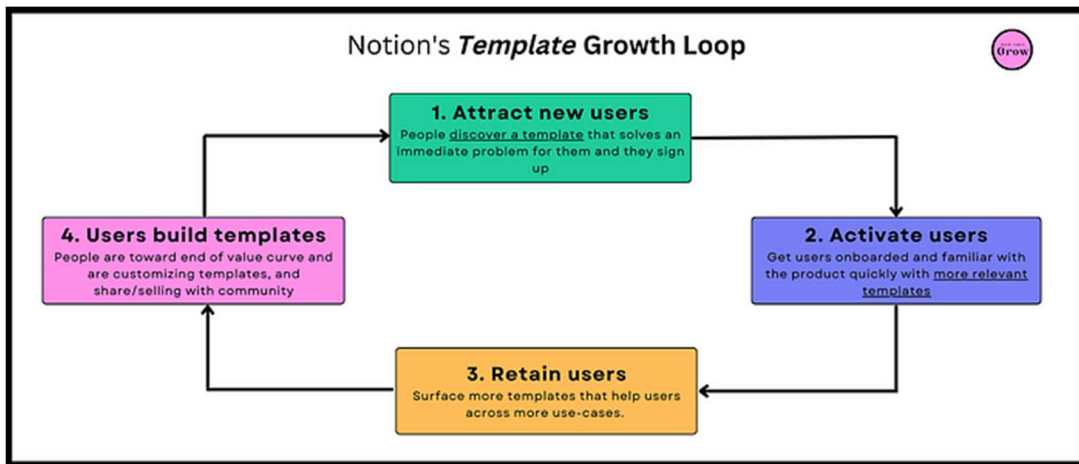 Notion's Template Growth Loop
Grow
1. Attract new users
People discover a template that solves an
immediate problem for them and they sign
up
4. Users build templates
People are toward end of value curve and
are customizing templates, and
share/selling with community
2. Activate users
Get users onboarded and familiar with
the product quickly with more relevant
templates
3. Retain users
Surface more templates that help users
across more use-cases.